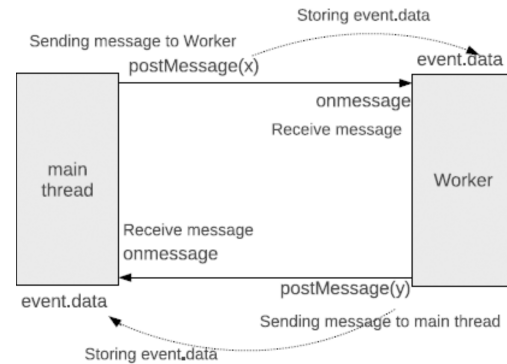 Storing event.data
Sending message to Worker
postMessage(x)
event.data
onmessage
Receive message
main
thread
Worker
Receive message
onmessage
postMessage(y)
event.data
Sending message to main thread
Storing event.data